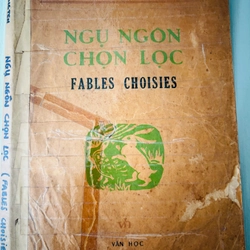 NGỤ NGÔN
CHỌN LỌC
FABLES CHOISIES
VĂN HỌC
NGỤ NGÔN CHỌN LỌC (FABLES CHOISIES